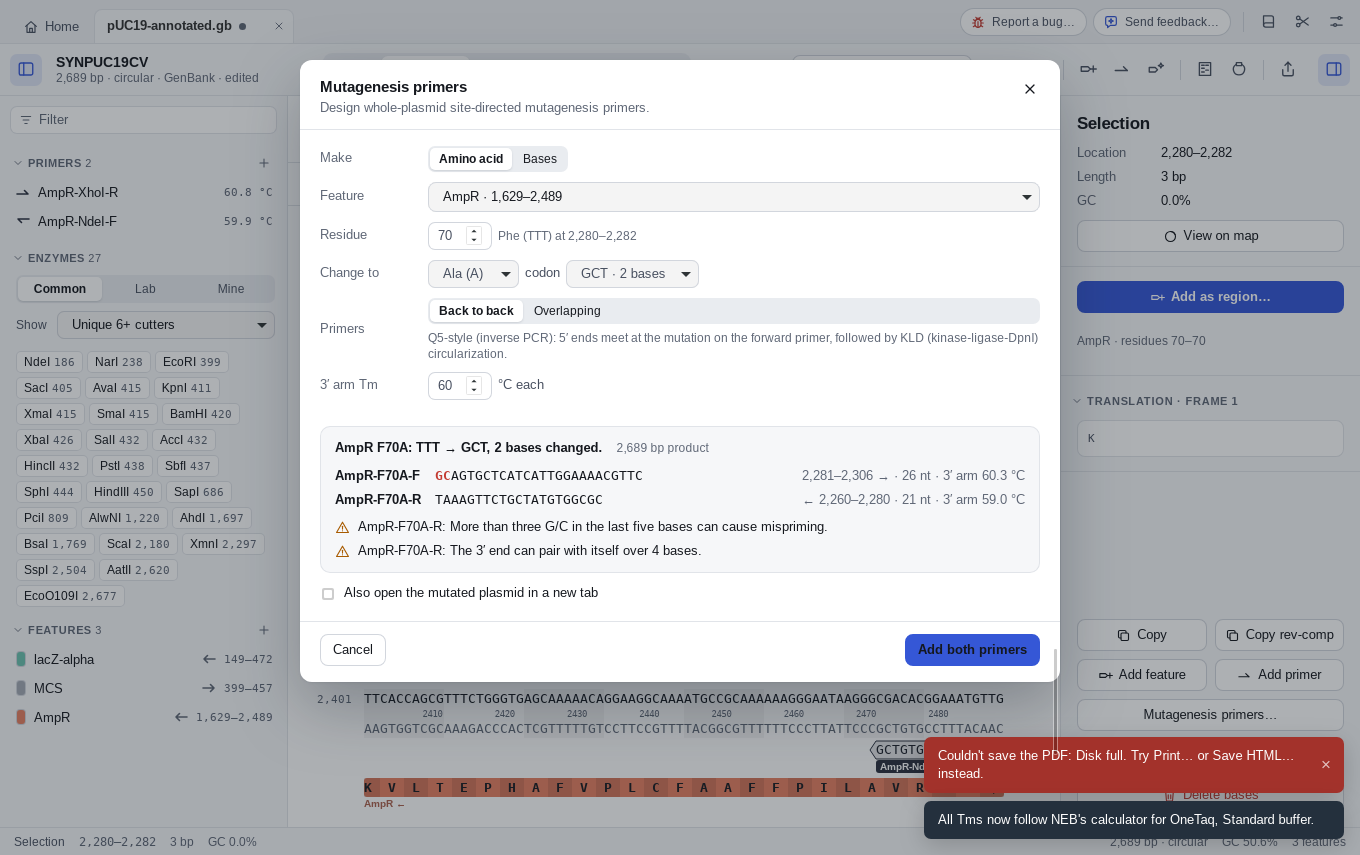 Home
pUC19-annotated.gb
Report a bug…
Send feedback…
SYNPUC19CV
2,689 bp · circular · GenBank · edited
Filter
PRIMERS 2
AmpR-XhoI-R 60.8 °C
AmpR-NdeI-F 59.9 °C
ENZYMES 27
Common Lab Mine
Show Unique 6+ cutters
NdeI 186 NarI 238 EcoRI 399
SacI 405 AvaI 415 KpnI 411
XmaI 415 SmaI 415 BamHI 420
XbaI 426 SalI 432 AccI 432
HincII 432 PstI 438 SbfI 437
SphI 444 HindIII 450 SapI 686
PciI 809 AlwNI 1,220 AhdI 1,697
BsaI 1,769 ScaI 2,180 XmnI 2,297
SspI 2,504 AatII 2,620
EcoO109I 2,677
FEATURES 3
lacZ-alpha ← 149–472
MCS → 399–457
AmpR ← 1,629–2,489
Mutagenesis primers
Design whole-plasmid site-directed mutagenesis primers.
Make Amino acid Bases
Feature AmpR · 1,629–2,489
Residue 70 Phe (TTT) at 2,280–2,282
Change to Ala (A) codon GCT · 2 bases
Primers Back to back Overlapping
Q5-style (inverse PCR): 5′ ends meet at the mutation on the forward primer, followed by KLD (kinase-ligase-DpnI)
circularization.
3′ arm Tm 60 °C each
AmpR F70A: TTT → GCT, 2 bases changed. 2,689 bp product
AmpR-F70A-F GCAGTGCTCATCATTGGAAAACGTTC 2,281–2,306 → · 26 nt · 3′ arm 60.3 °C
AmpR-F70A-R TAAAGTTCTGCTATGTGGCGC ← 2,260–2,280 · 21 nt · 3′ arm 59.0 °C
AmpR-F70A-R: More than three G/C in the last five bases can cause mispriming.
AmpR-F70A-R: The 3′ end can pair with itself over 4 bases.
Also open the mutated plasmid in a new tab
Cancel
Add both primers
2,401 TTCACCAGCGTTTCTGGGTGAGCAAAAACAGGAAGGCAAAATGCCGCAAAAAAGGGAATAAGGGCGACACGGAAATGTTG
2410 2420 2430 2440 2450 2460 2470 2480
AAGTGGTCGCAAAGACCCACTCGTTTTTGTCCTTCCGTTTTACGGCGTTTTTTCCCTTATTCCCGCTGTGCCTTTACAAC
GCTGTG
AmpR-Nd
K V L T E P H A F V P L C F A A F F P I L A V R
AmpR ←
Selection
Location 2,280–2,282
Length 3 bp
GC 0.0%
View on map
Add as region…
AmpR · residues 70–70
TRANSLATION · FRAME 1
K
Copy
Copy rev-comp
Add feature
Add primer
Mutagenesis primers…
Couldn't save the PDF: Disk full. Try Print… or Save HTML…
instead.
Delete bases
All Tms now follow NEB's calculator for OneTaq, Standard buffer.
Selection 2,280–2,282 3 bp GC 0.0%
2,689 bp · circular GC 50.6% 3 features